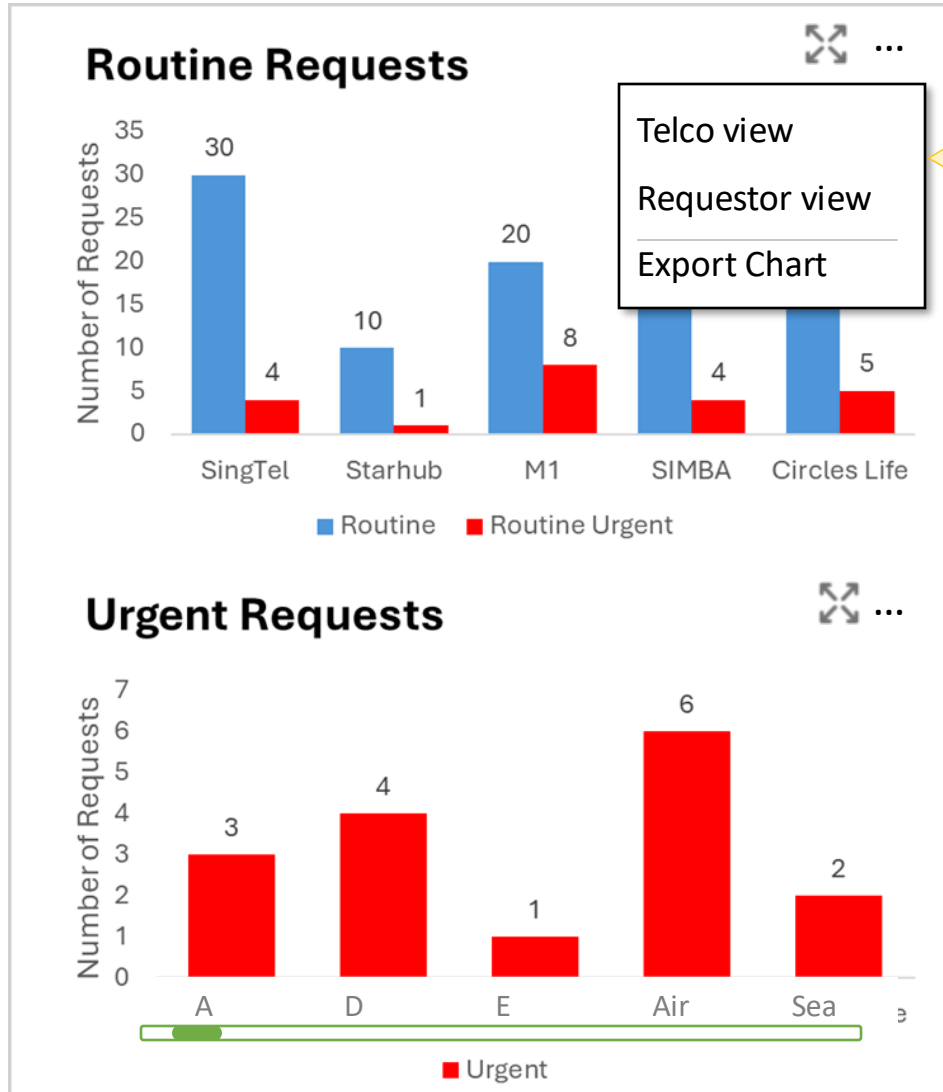 Routine Requests
...
Telco view
Requestor view
Export Chart
Number of Requests
35
30
25
20
15
10
5
0
30
4
10
1
20
8
4
5
SingTel Starhub M1 SIMBA Circles Life
Routine Routine Urgent
Urgent Requests
...
Number of Requests
7
6
5
4
3
2
1
0
3
4
1
6
2
A D E Air Sea
Urgent